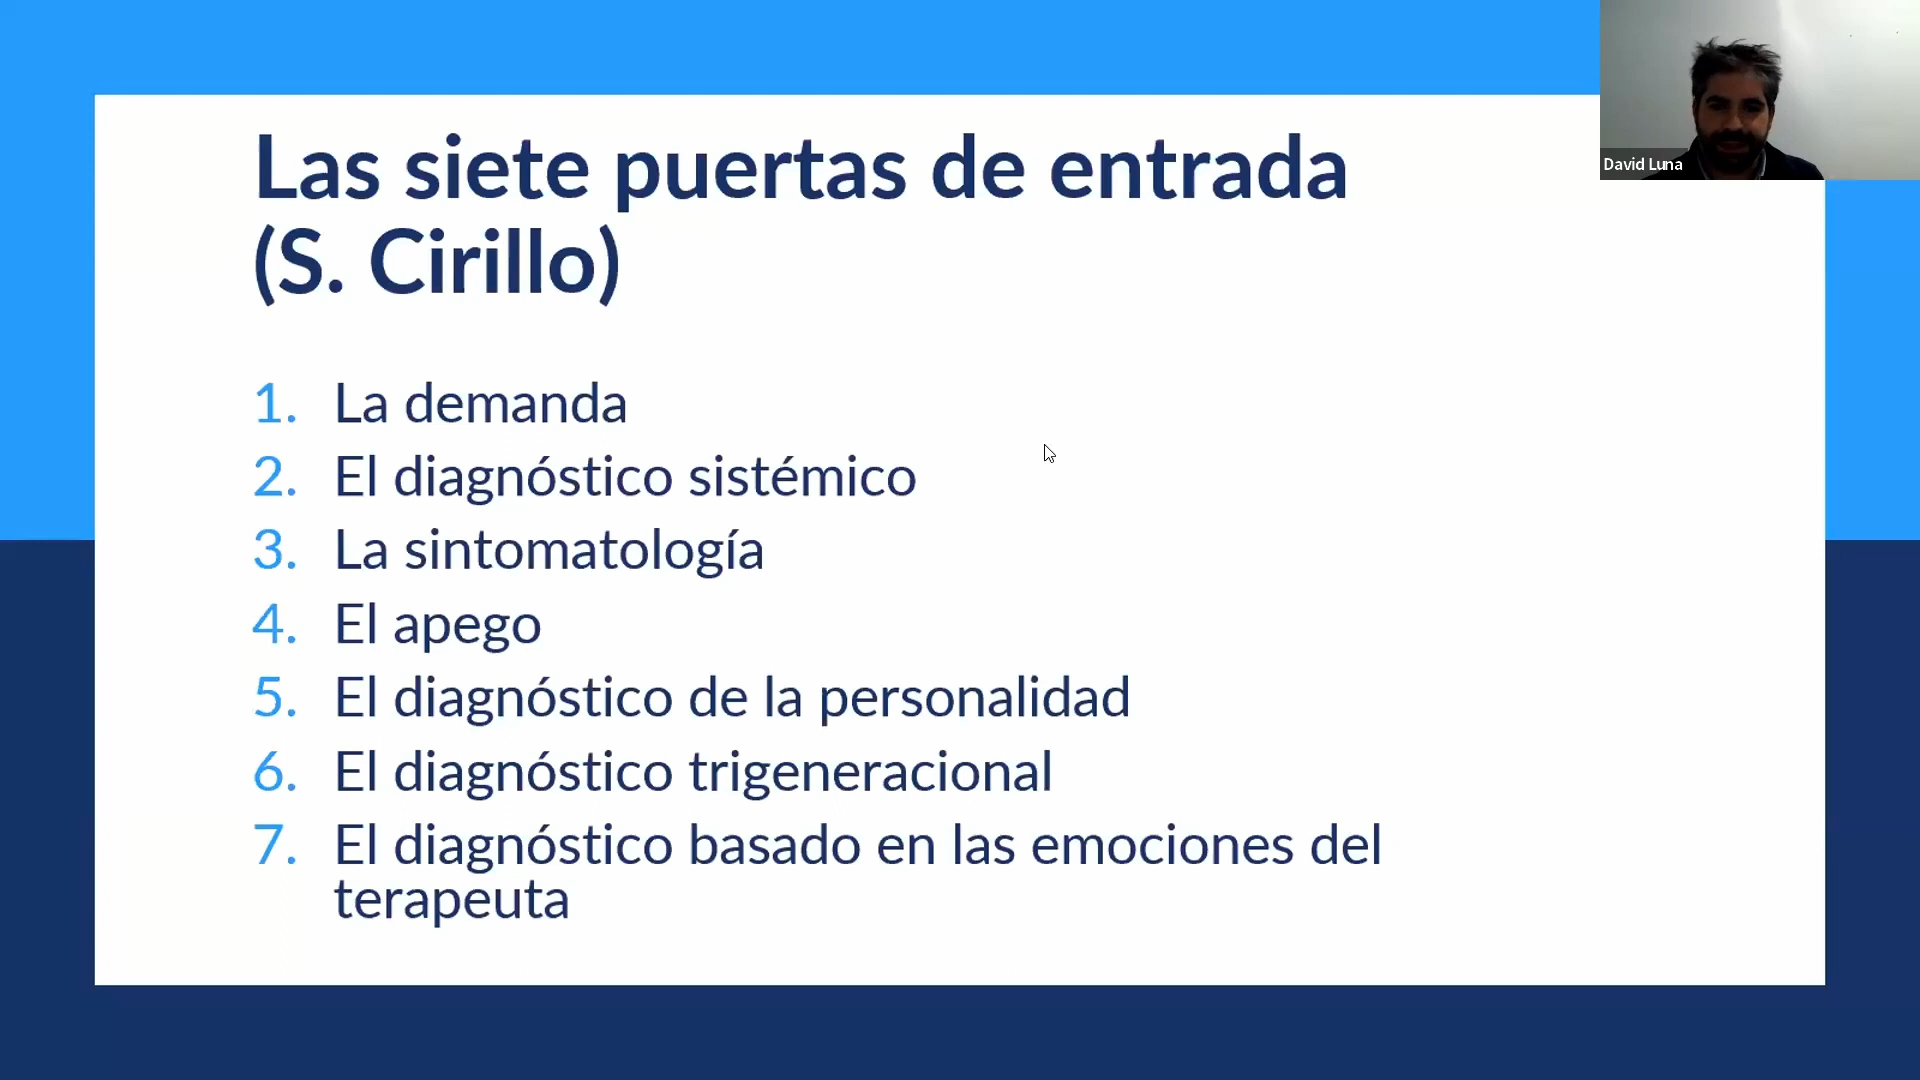 Las siete puertas de entrada
(S. Cirillo)
1. La demanda
2. El diagnóstico sistémico
3. La sintomatología
4. El apego
5. El diagnóstico de la personalidad
6. El diagnóstico trigeneracional
7. El diagnóstico basado en las emociones del
terapeuta
David Luna